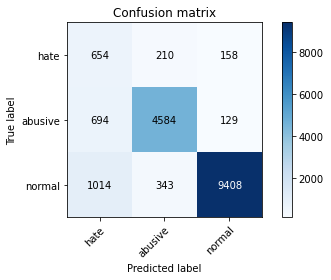 Confusion matrix
hate 654 210 158
abusive 694 4584 129
normal 1014 343 9408
hate abusive normal
True label
Predicted label
8000
6000
4000
2000